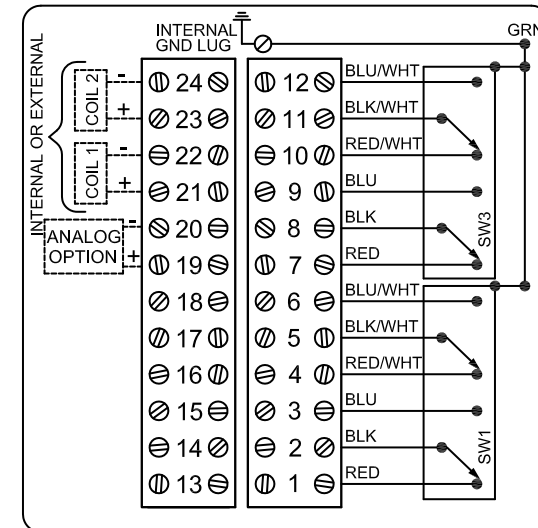 INTERNAL
GND LUG
GRN
INTERNAL OR EXTERNAL
COIL 2
-
+
COIL 1
-
+
ANALOG
OPTION
-
+
24
23
22
21
20
19
18
17
16
15
14
13
12
11
10
9
8
7
6
5
4
3
2
1
BLU/WHT
BLK/WHT
RED/WHT
BLU
BLK
RED
BLU/WHT
BLK/WHT
RED/WHT
BLU
BLK
RED
SW3
SW1